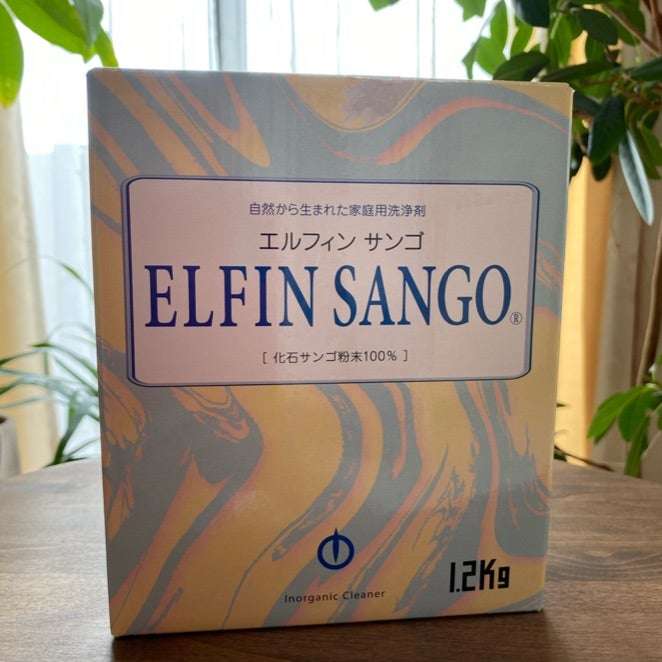 自然から生まれた家庭用洗浄剤
エルフィン サンゴ
ELFIN SANGO®
[ 化石サンゴ粉末100% ]
1.2Kg
Inorganic Cleaner